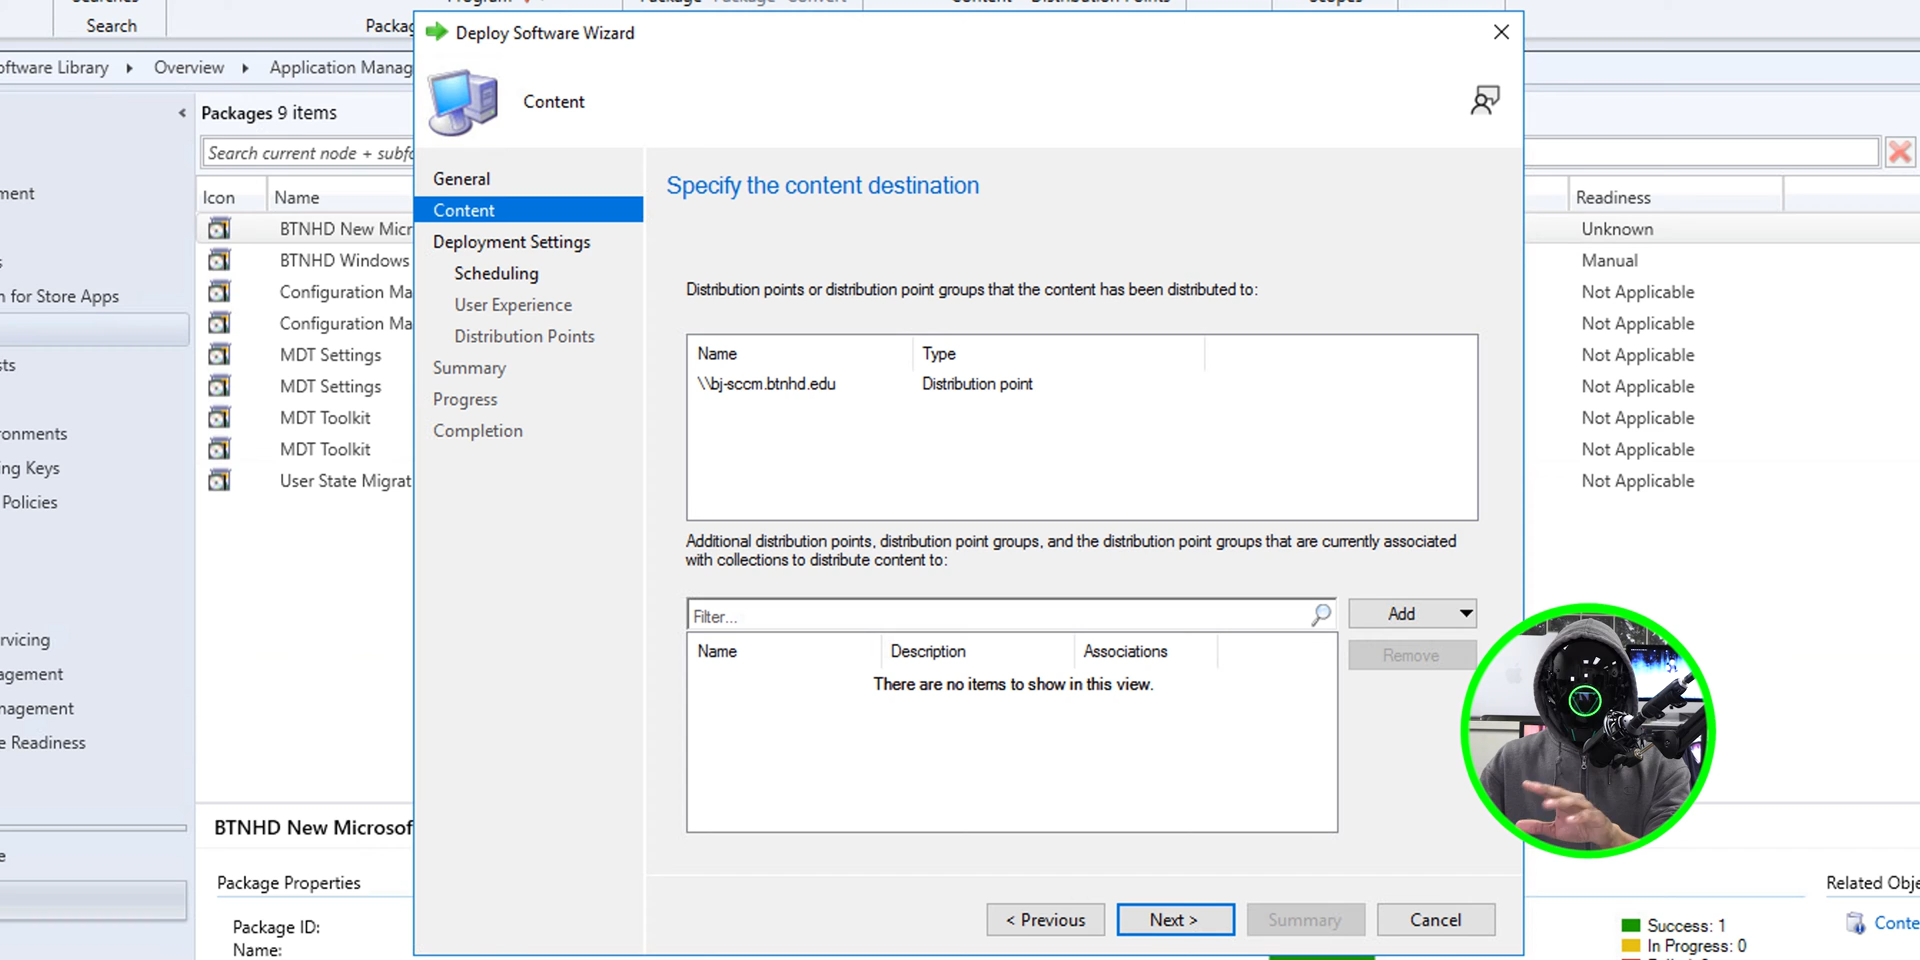 Search
Deploy Software Wizard
Content
Overview
Packages 9 items
Search current node + subfo
Icon
Name
Readiness
BTNHD New Micr
Unknown
BTNHD Windows
Manual
Configuration Ma
Not Applicable
Configuration Ma
Not Applicable
MDT Settings
Not Applicable
MDT Settings
Not Applicable
MDT Toolkit
Not Applicable
MDT Toolkit
Not Applicable
User State Migrat
Not Applicable
oftware Library
Application Manag
ment
n for Store Apps
ronments
ing Keys
Policies
rvicing
agement
nagement
e Readiness
General
Content
Deployment Settings
Scheduling
User Experience
Distribution Points
Summary
Progress
Completion
Specify the content destination
Distribution points or distribution point groups that the content has been distributed to:
Name
Type
\\bj-sccm.btnhd.edu
Distribution point
Additional distribution points, distribution point groups, and the distribution point groups that are currently associated
with collections to distribute content to:
Filter...
Add
Remove
Name
Description
Associations
There are no items to show in this view.
BTNHD New Microsof
Package Properties
Package ID:
Name:
< Previous
Next >
Summary
Cancel
Related Obje
Conte
Success: 1
In Progress: 0